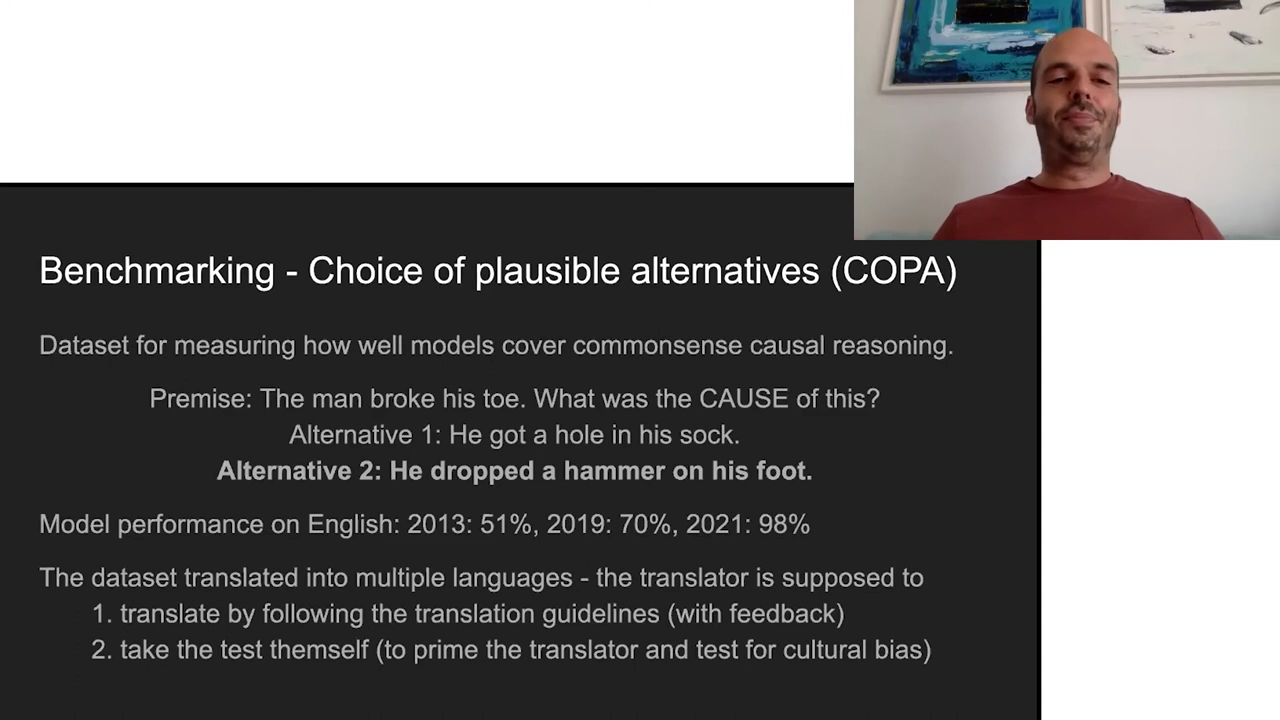 Benchmarking - Choice of plausible alternatives (COPA)
Dataset for measuring how well models cover commonsense causal reasoning.
Premise: The man broke his toe. What was the CAUSE of this?
Alternative 1: He got a hole in his sock.
Alternative 2: He dropped a hammer on his foot.
Model performance on English: 2013: 51%, 2019: 70%, 2021: 98%
The dataset translated into multiple languages - the translator is supposed to
1. translate by following the translation guidelines (with feedback)
2. take the test themself (to prime the translator and test for cultural bias)